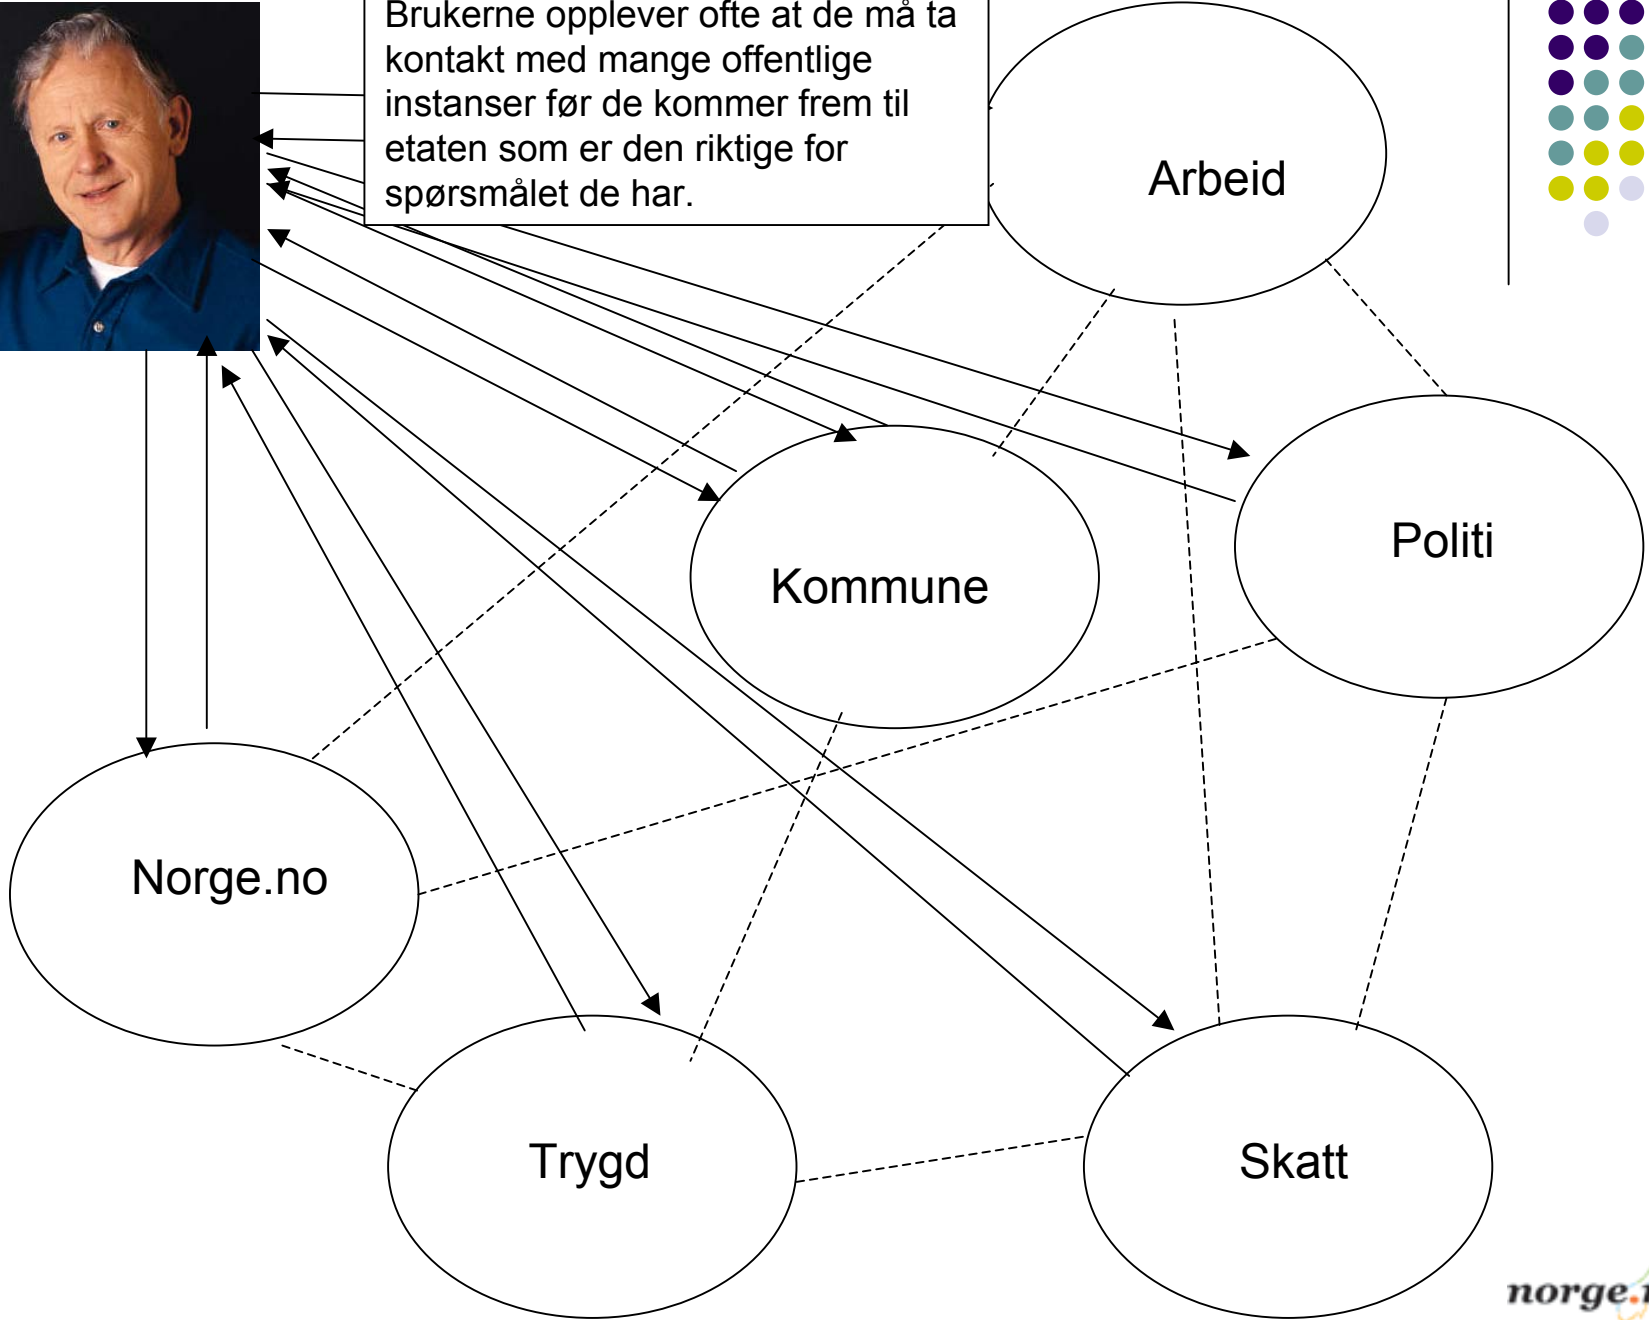 Brukerne opplever ofte at de må ta
kontakt med mange offentlige
instanser før de kommer frem til
etaten som er den riktige for
spørsmålet de har.
Arbeid
Politi
Kommune
Norge.no
Trygd
Skatt
norge.n